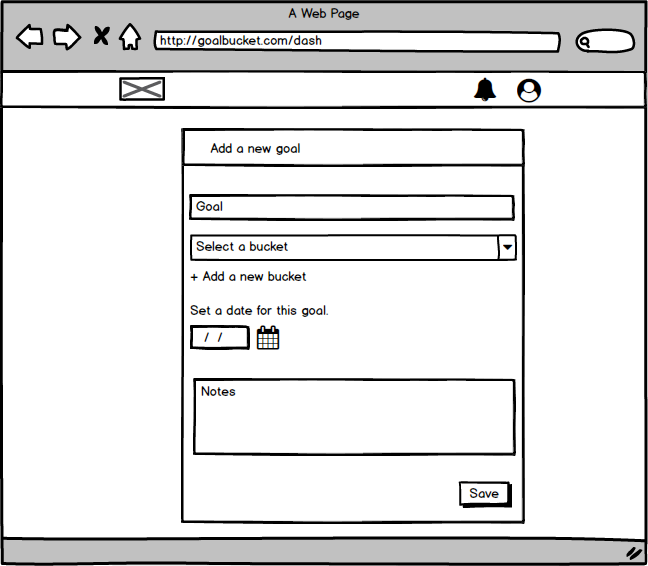 A Web Page
http://goalbucket.com/dash
Add a new goal
Goal
Select a bucket
+ Add a new bucket
Set a date for this goal.
/ /
Notes
Save